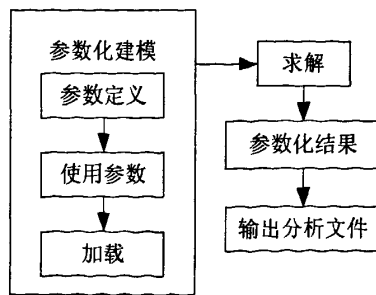 参数化建模
参数定义
使用参数
加载
求解
参数化结果
输出分析文件